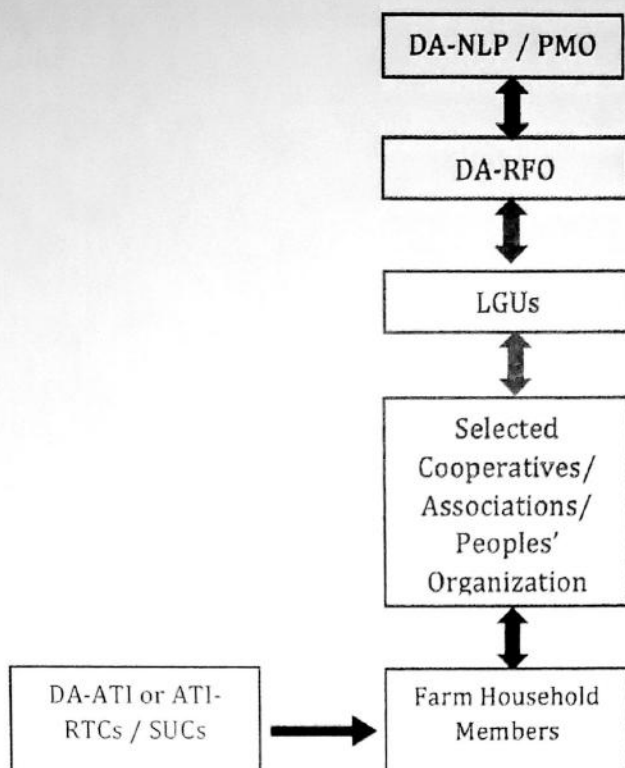 DA-NLP / PMO
DA-RFO
LGUs
Selected
Cooperatives/
Associations/
Peoples'
Organization
DA-ATI or ATI-
RTCs / SUCs
Farm Household
Members